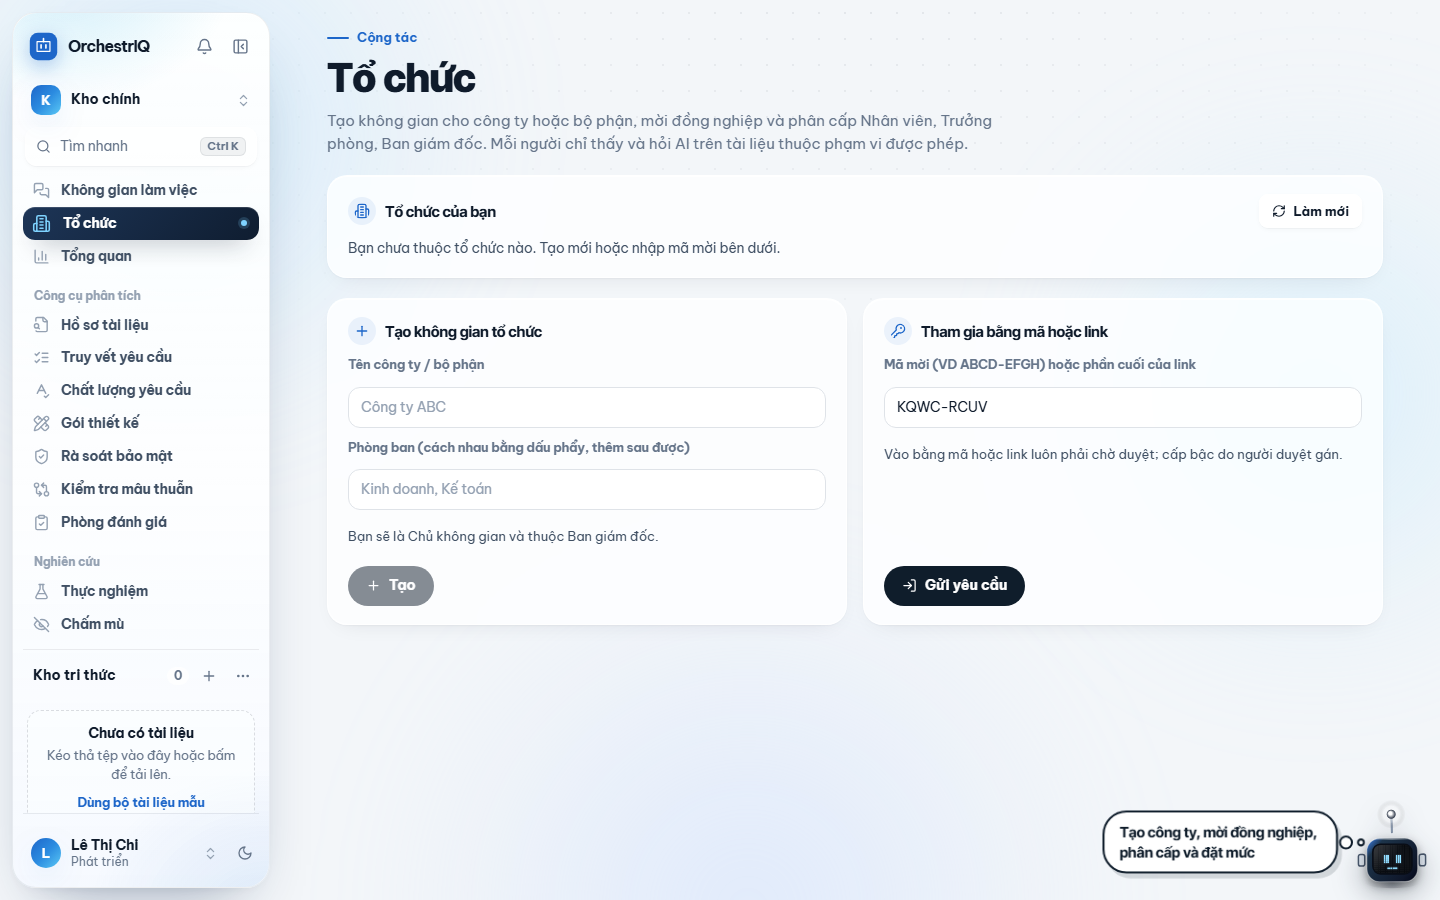 OrchestrIQ
K
Kho chính
Tìm nhanh
Ctrl K
Không gian làm việc
Tổ chức
Tổng quan
Công cụ phân tích
Hồ sơ tài liệu
Truy vết yêu cầu
Chất lượng yêu cầu
Gói thiết kế
Rà soát bảo mật
Kiểm tra mâu thuẫn
Phòng đánh giá
Nghiên cứu
Thực nghiệm
Chấm mù
Kho tri thức
0
Chưa có tài liệu
Kéo thả tệp vào đây hoặc bấm
để tải lên.
Dùng bộ tài liệu mẫu
L
Lê Thị Chi
Phát triển
Cộng tác
Tổ chức
Tạo không gian cho công ty hoặc bộ phận, mời đồng nghiệp và phân cấp Nhân viên, Trưởng
phòng, Ban giám đốc. Mỗi người chỉ thấy và hỏi AI trên tài liệu thuộc phạm vi được phép.
Tổ chức của bạn
Làm mới
Bạn chưa thuộc tổ chức nào. Tạo mới hoặc nhập mã mời bên dưới.
Tạo không gian tổ chức
Tên công ty / bộ phận
Công ty ABC
Phòng ban (cách nhau bằng dấu phẩy, thêm sau được)
Kinh doanh, Kế toán
Bạn sẽ là Chủ không gian và thuộc Ban giám đốc.
Tạo
Tham gia bằng mã hoặc link
Mã mời (VD ABCD-EFGH) hoặc phần cuối của link
KQWC-RCUV
Vào bằng mã hoặc link luôn phải chờ duyệt; cấp bậc do người duyệt gán.
Gửi yêu cầu
Tạo công ty, mời đồng nghiệp,
phân cấp và đặt mức